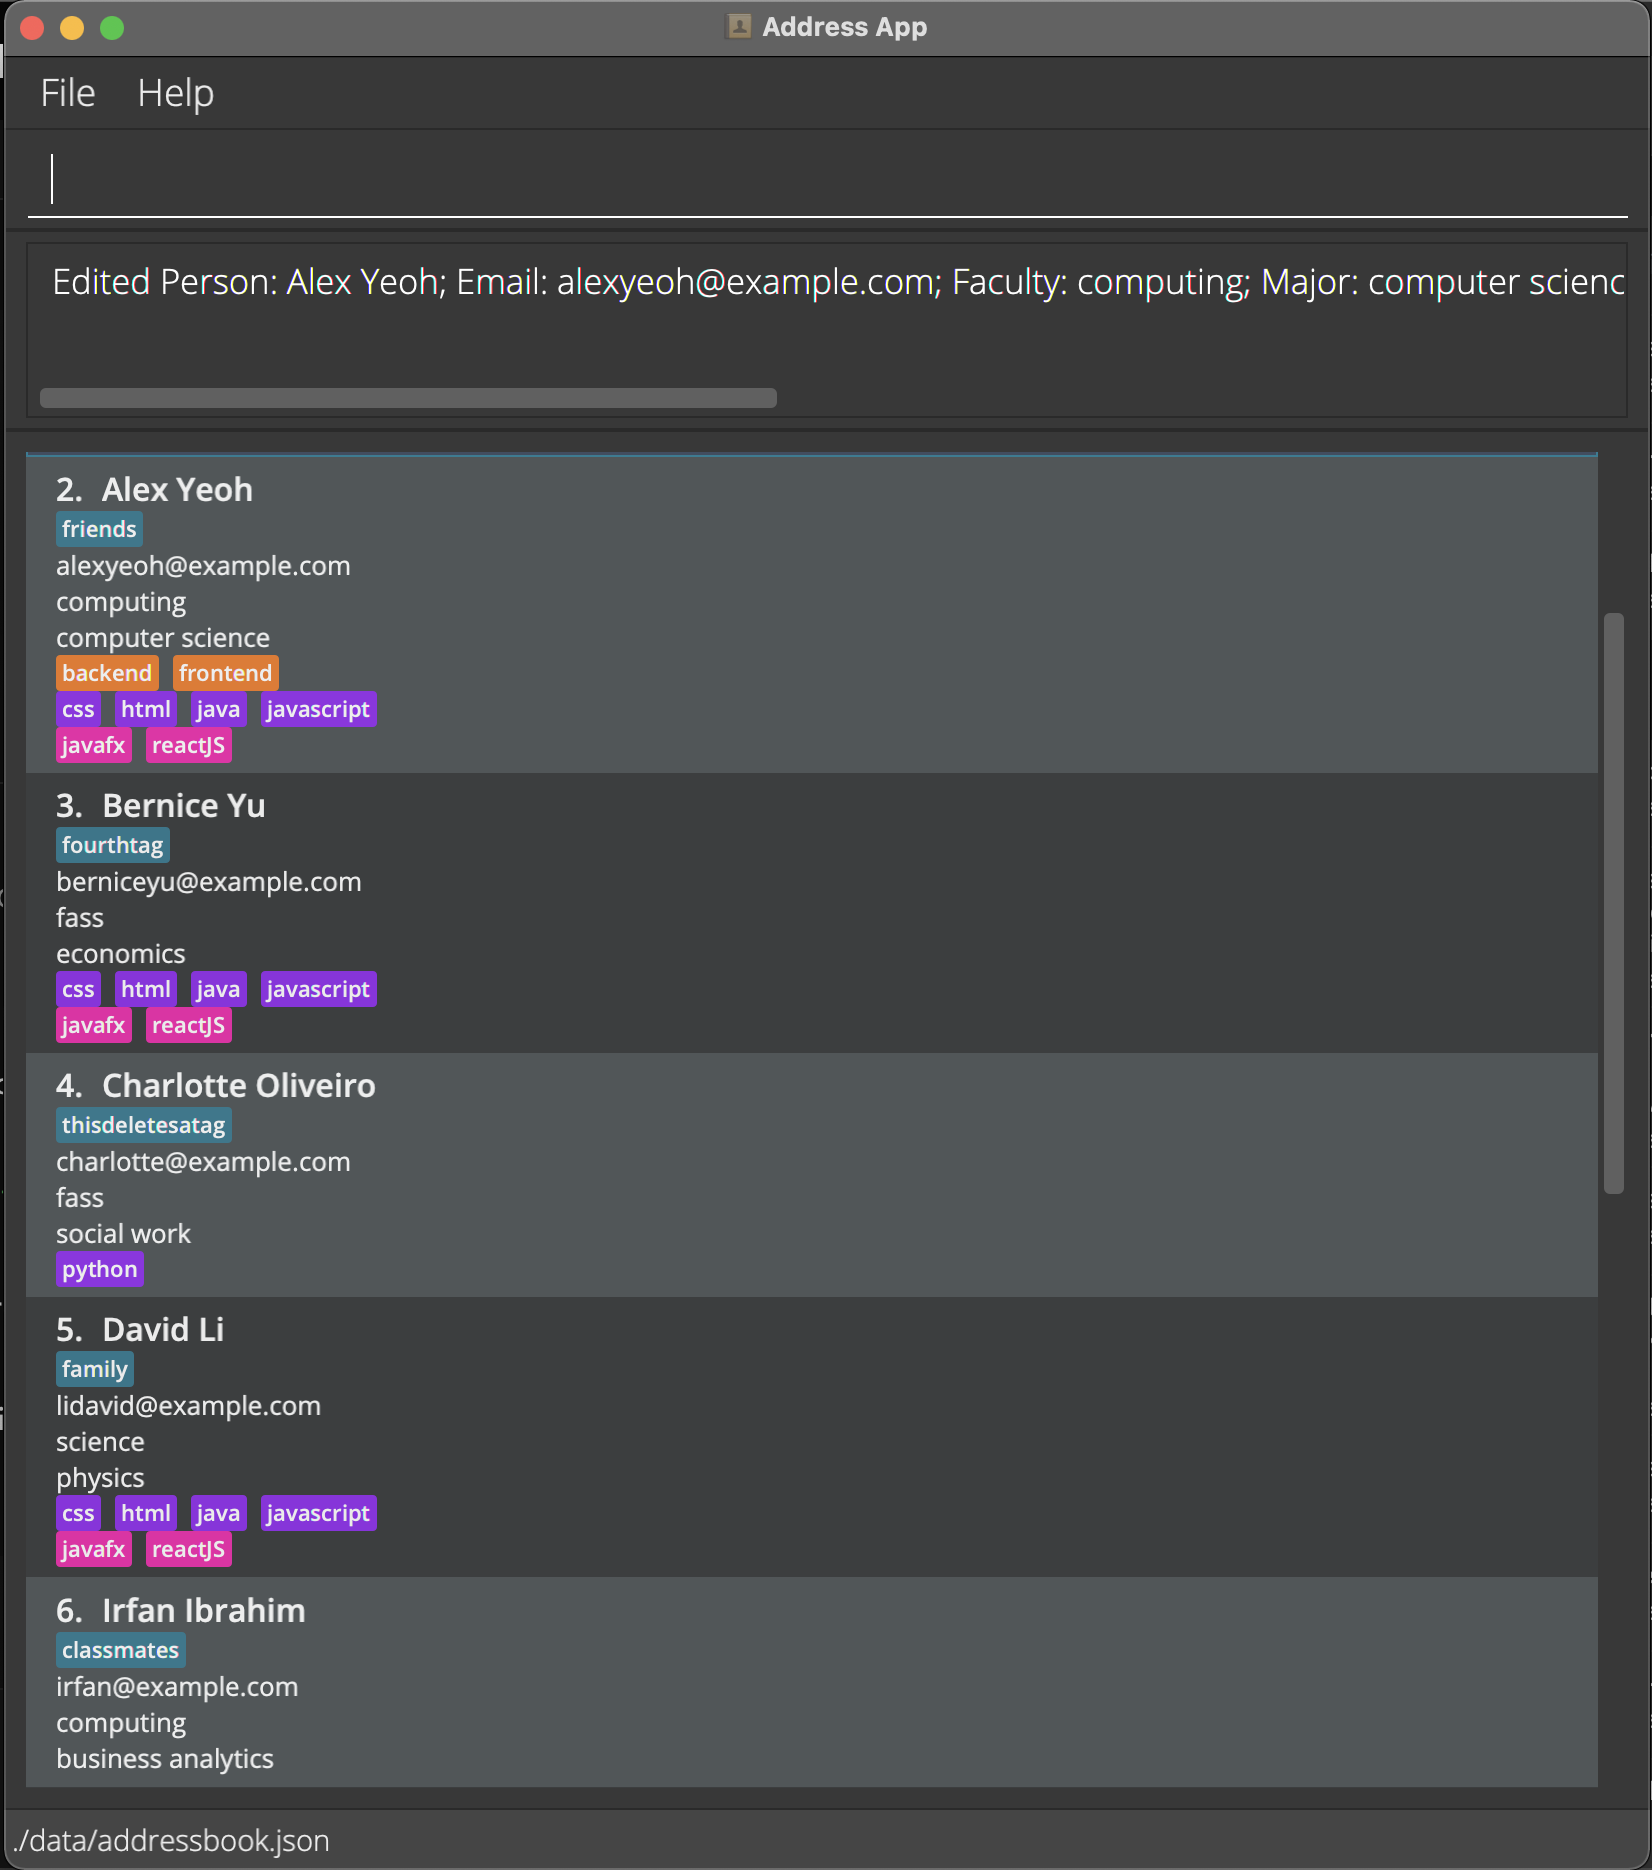 Address App
File Help
Edited Person: Alex Yeoh; Email: alexyeoh@example.com; Faculty: computing; Major: computer scienc
2. Alex Yeoh
friends
alexyeoh@example.com
computing
computer science
backend frontend
css html java javascript
javafx reactJS
3. Bernice Yu
fourthtag
berniceyu@example.com
fass
economics
css html java javascript
javafx reactJS
4. Charlotte Oliveiro
thisdeletesatag
charlotte@example.com
fass
social work
python
5. David Li
family
lidavid@example.com
science
physics
css html java javascript
javafx reactJS
6. Irfan Ibrahim
classmates
irfan@example.com
computing
business analytics
./data/addressbook.json